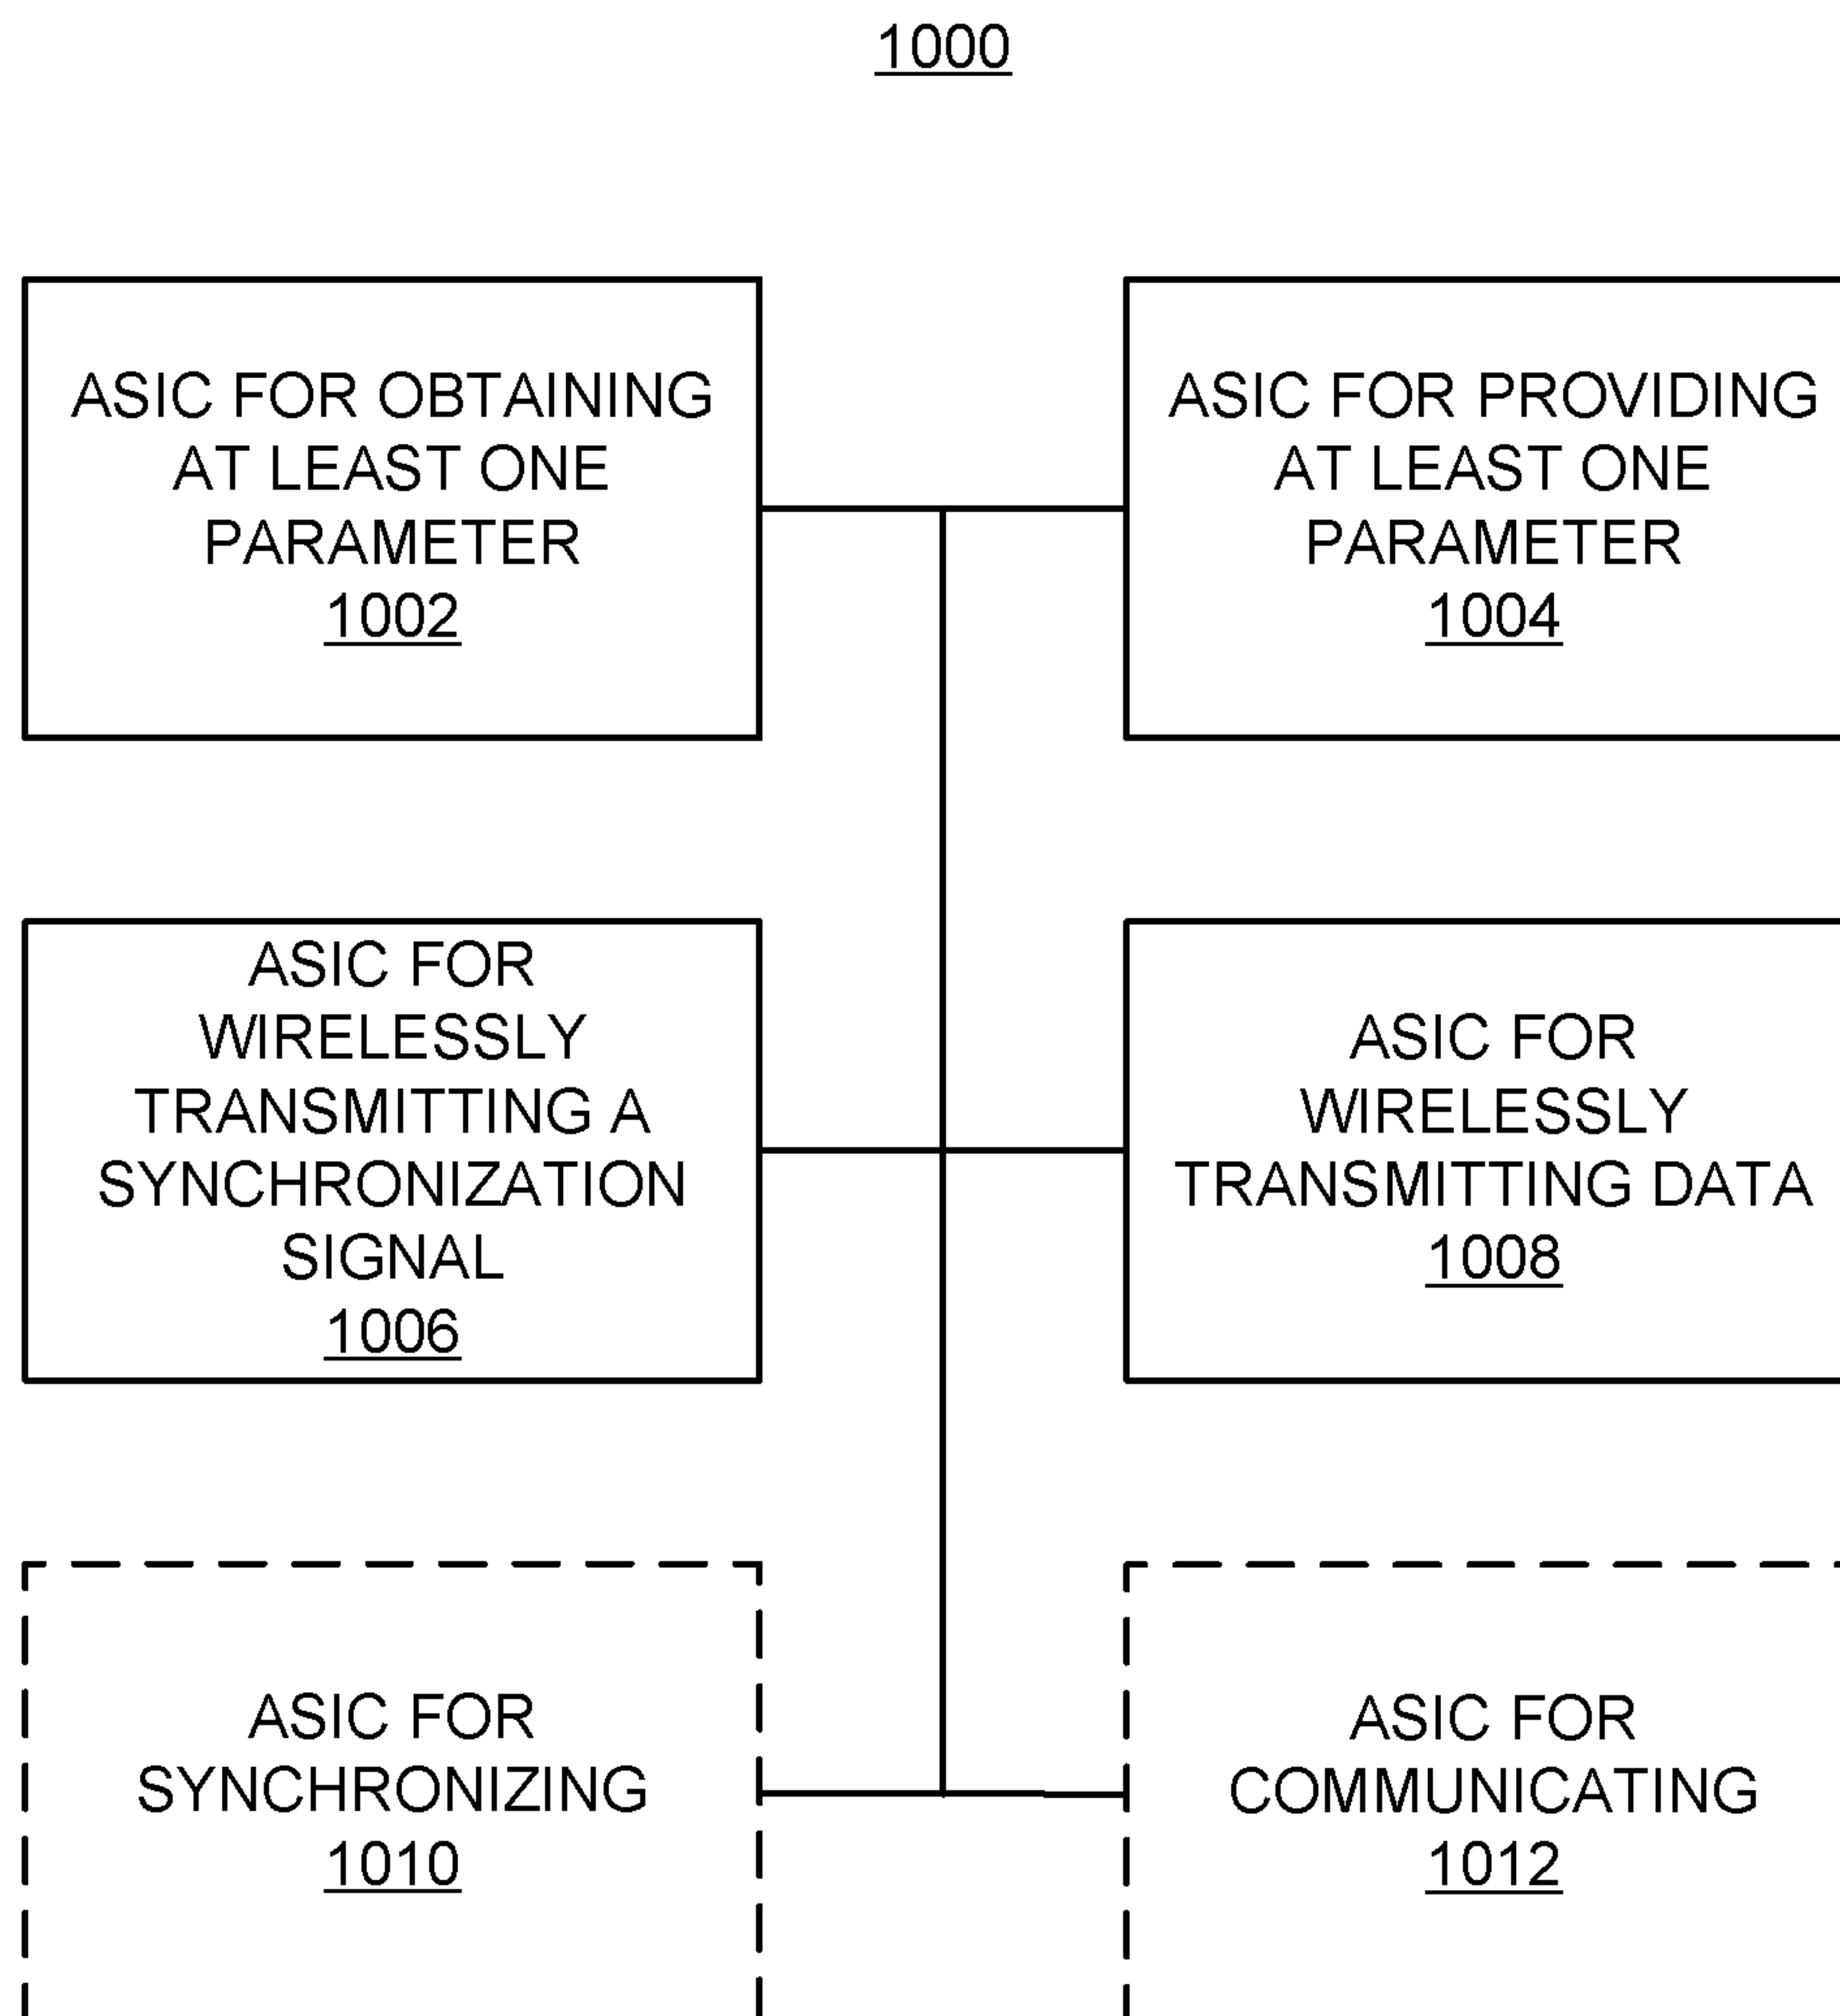 1000
ASIC FOR OBTAINING
AT LEAST ONE
PARAMETER
1002
ASIC FOR PROVIDING
AT LEAST ONE
PARAMETER
1004
ASIC FOR
WIRELESSLY
TRANSMITTING A
SYNCHRONIZATION
SIGNAL
1006
ASIC FOR
WIRELESSLY
TRANSMITTING DATA
1008
ASIC FOR
SYNCHRONIZING
1010
ASIC FOR
COMMUNICATING
1012